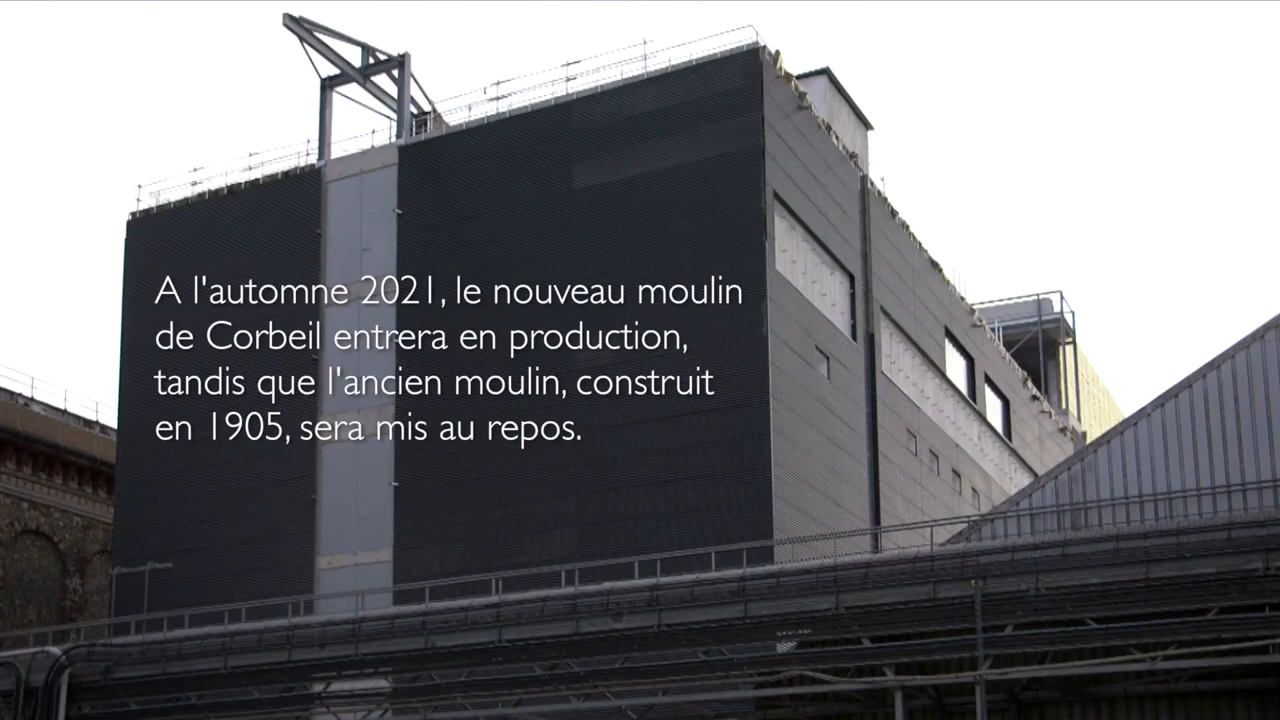 A l'automne 2021, le nouveau moulin
de Corbeil entrera en production,
tandis que l'ancien moulin, construit
en 1905, sera mis au repos.